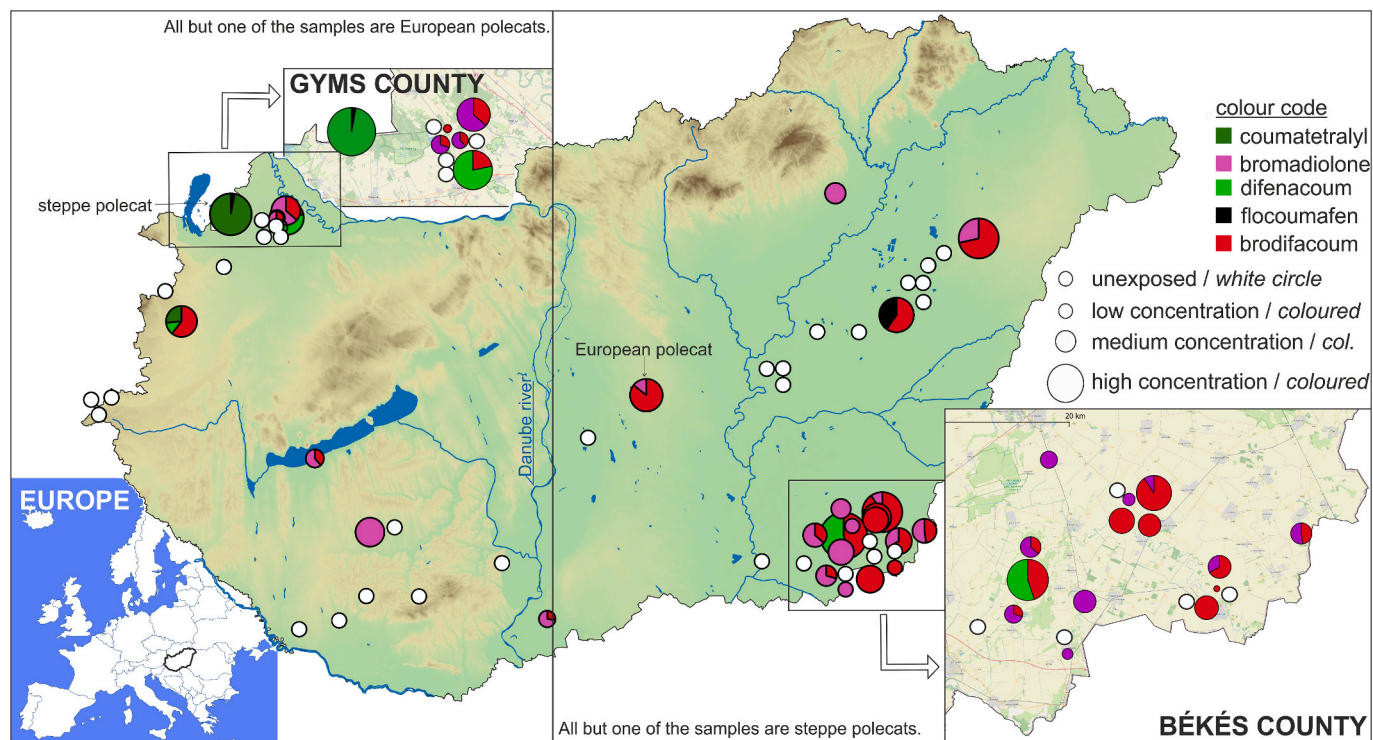 All but one of the samples are European polecats.
GYMS COUNTY
steppe polecat
colour code
coumatetralyl
bromadiolone
difenacoum
flocoumafen
brodifacoum
unexposed / white circle
low concentration / coloured
medium concentration / col.
high concentration / coloured
European polecat
Danube river
20 km
EUROPE
All but one of the samples are steppe polecats.
BÉKÉS COUNTY